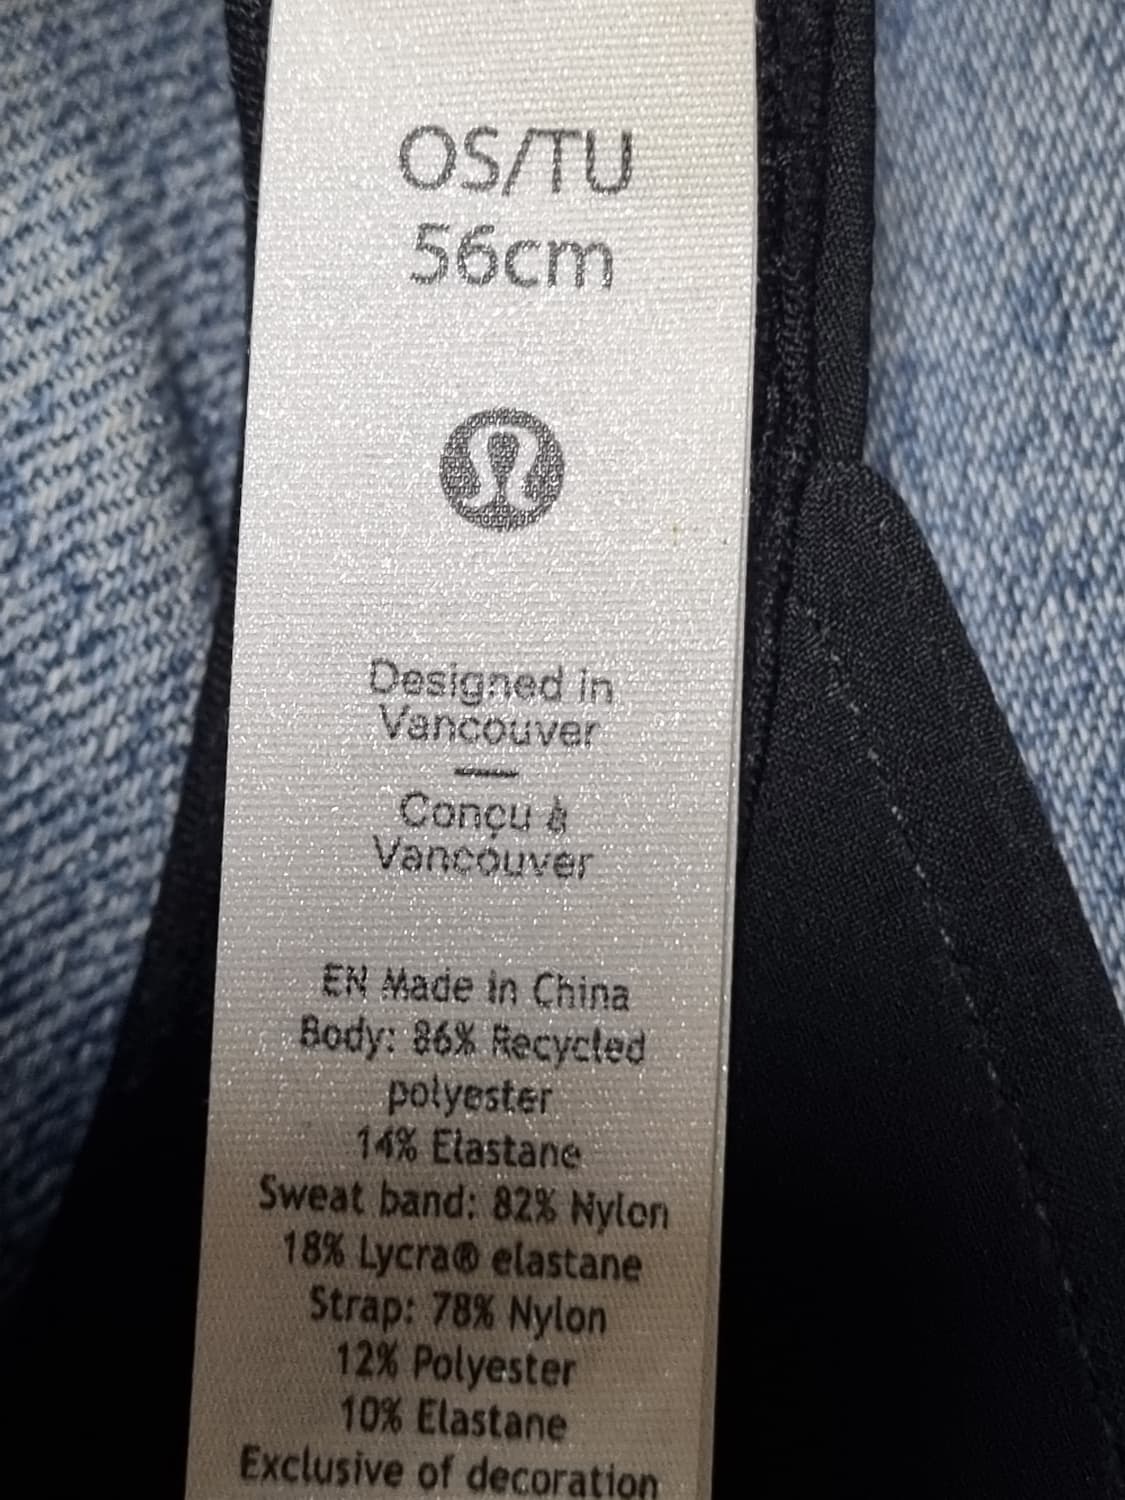 OS/TU
56cm
Designed in
Vancouver
Conçu à
Vancouver
EN Made in China
Body: 86% Recycled
polyester
14% Elastane
Sweat band: 82% Nylon
18% Lycra® elastane
Strap: 78% Nylon
12% Polyester
10% Elastane
Exclusive of decoration